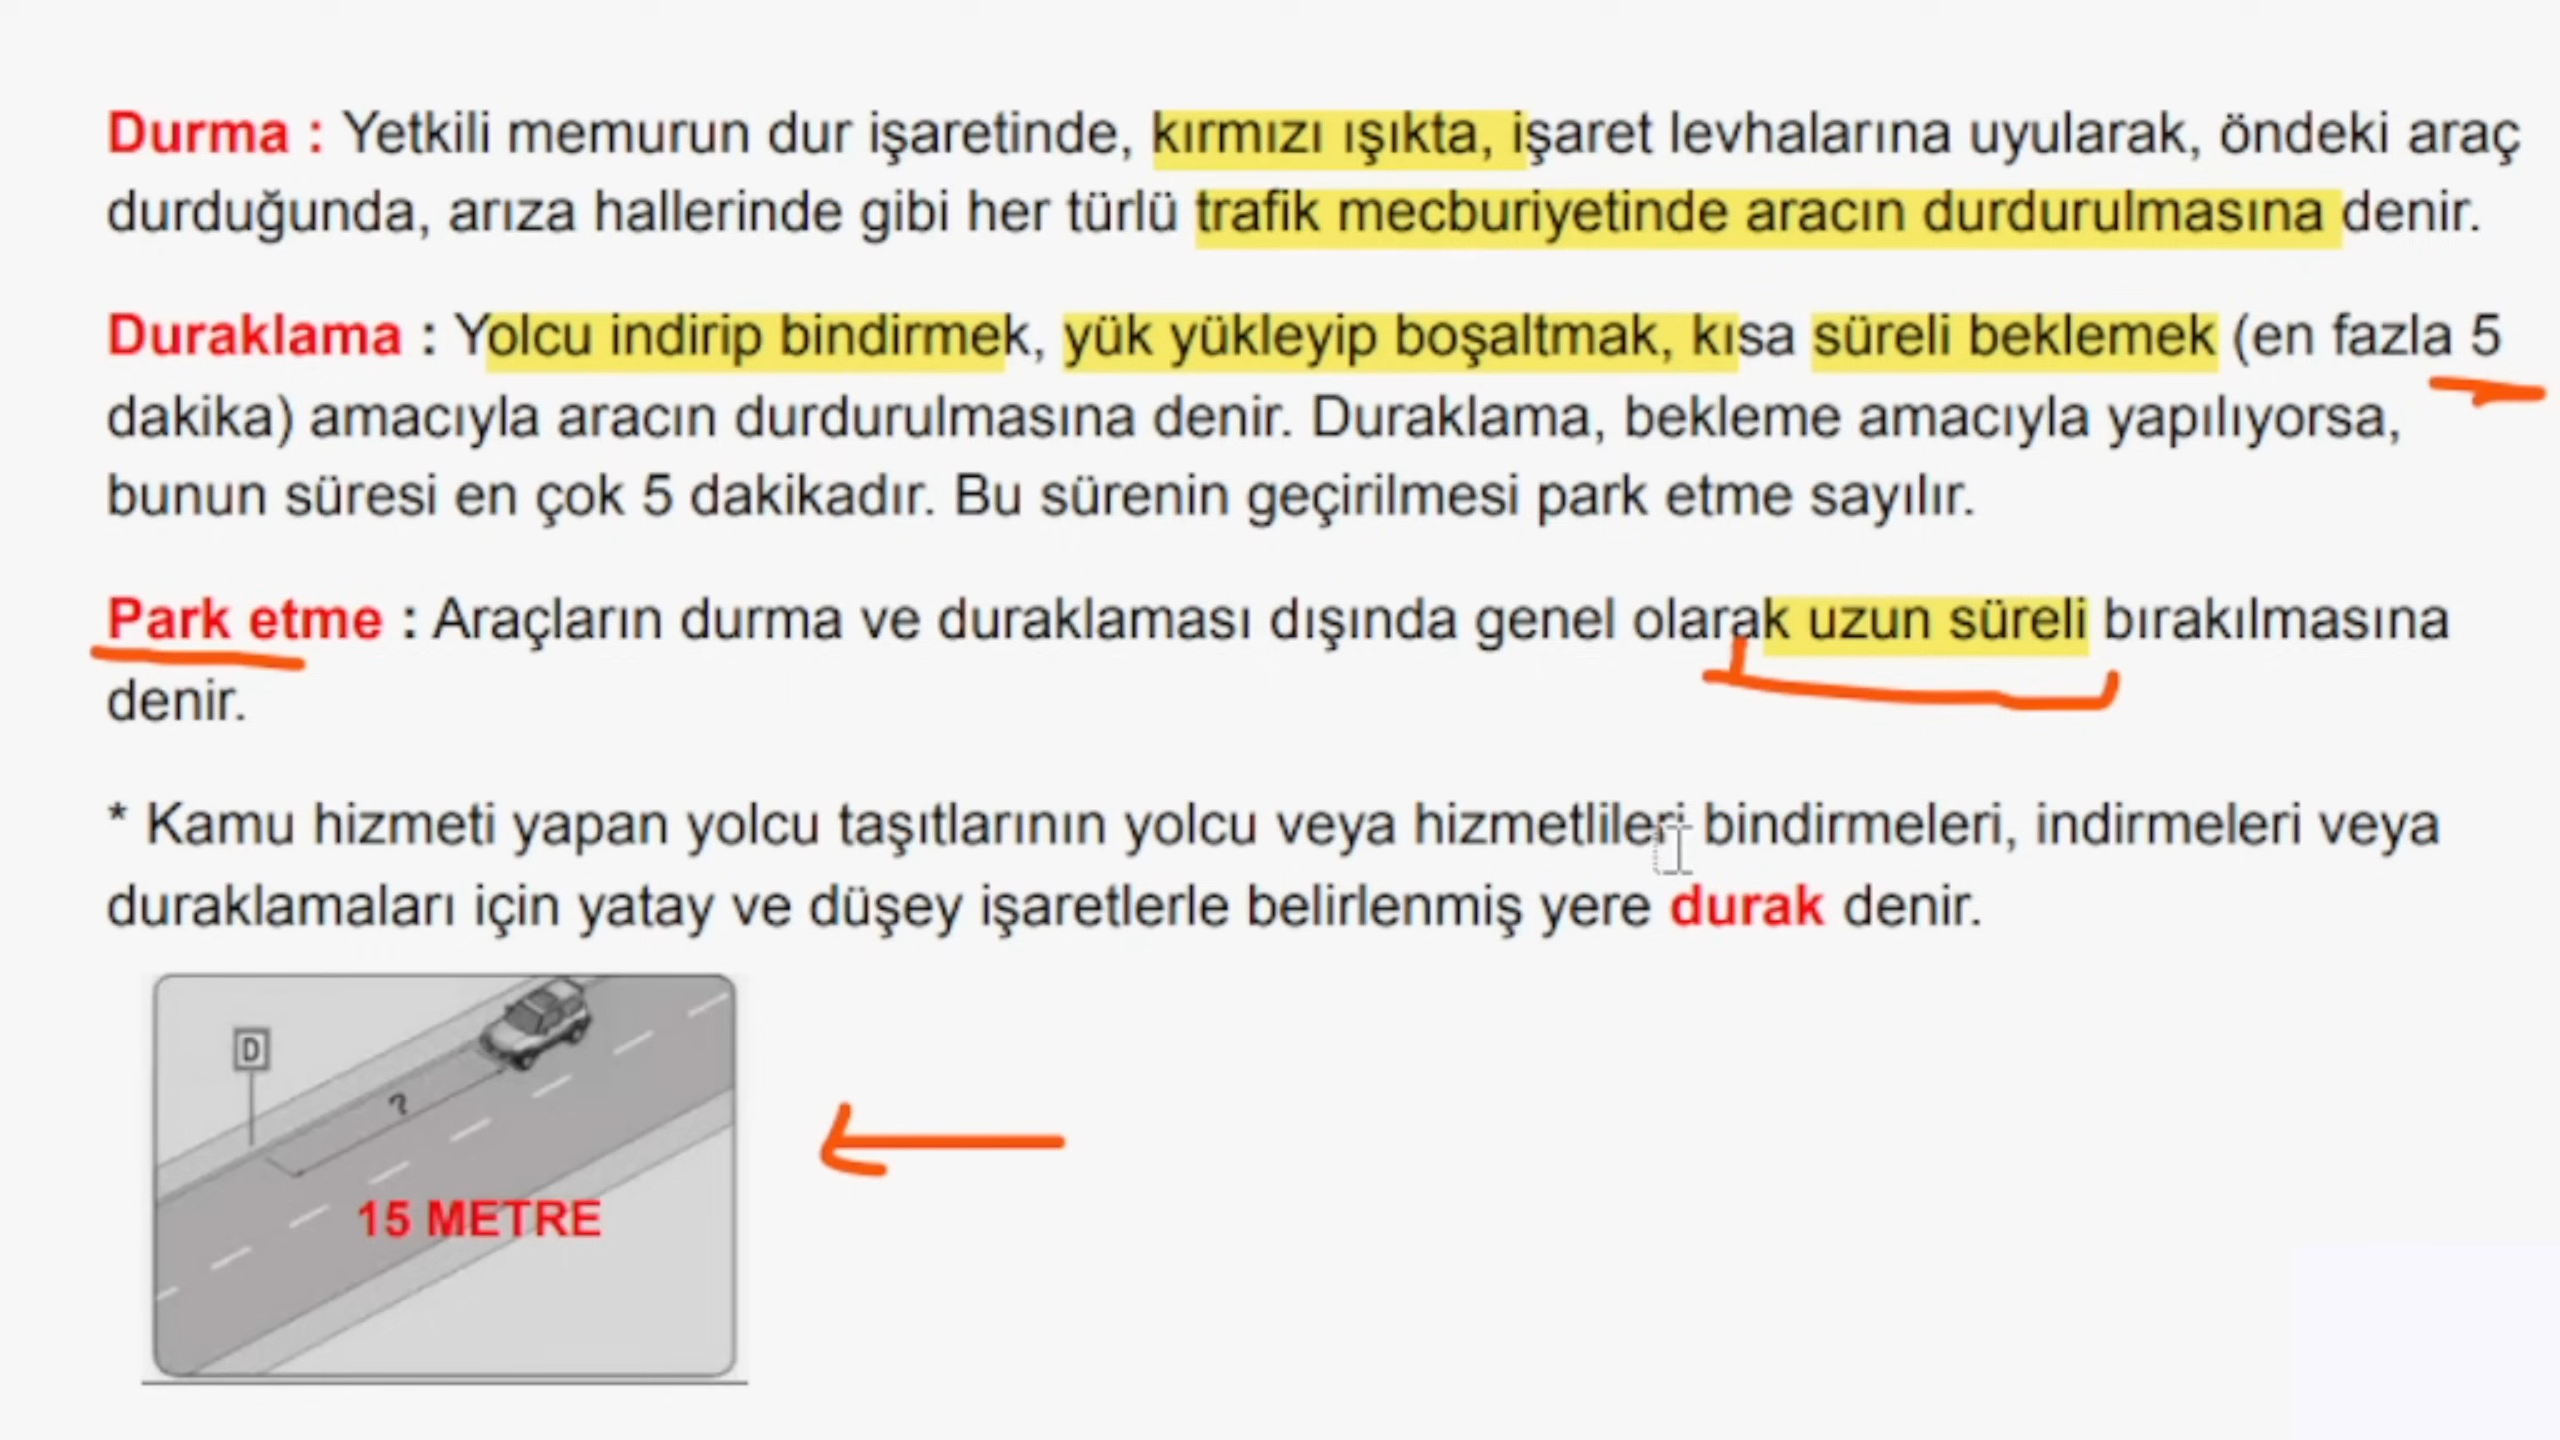 Durma : Yetkili memurun dur işaretinde, kırmızı ışıkta, işaret levhalarına uyularak, öndeki araç
durduğunda, arıza hallerinde gibi her türlü trafik mecburiyetinde aracın durdurulmasına denir.
Duraklama : Yolcu indirip bindirmek, yük yükleyip boşaltmak, kısa süreli beklemek (en fazla 5
dakika) amacıyla aracın durdurulmasına denir. Duraklama, bekleme amacıyla yapılıyorsa,
bunun süresi en çok 5 dakikadır. Bu sürenin geçirilmesi park etme sayılır.
Park etme : Araçların durma ve duraklaması dışında genel olarak uzun süreli bırakılmasına
denir.
* Kamu hizmeti yapan yolcu taşıtlarının yolcu veya hizmetlileri bindirmeleri, indirmeleri veya
duraklamaları için yatay ve düşey işaretlerle belirlenmiş yere durak denir.
D
?
15 METRE